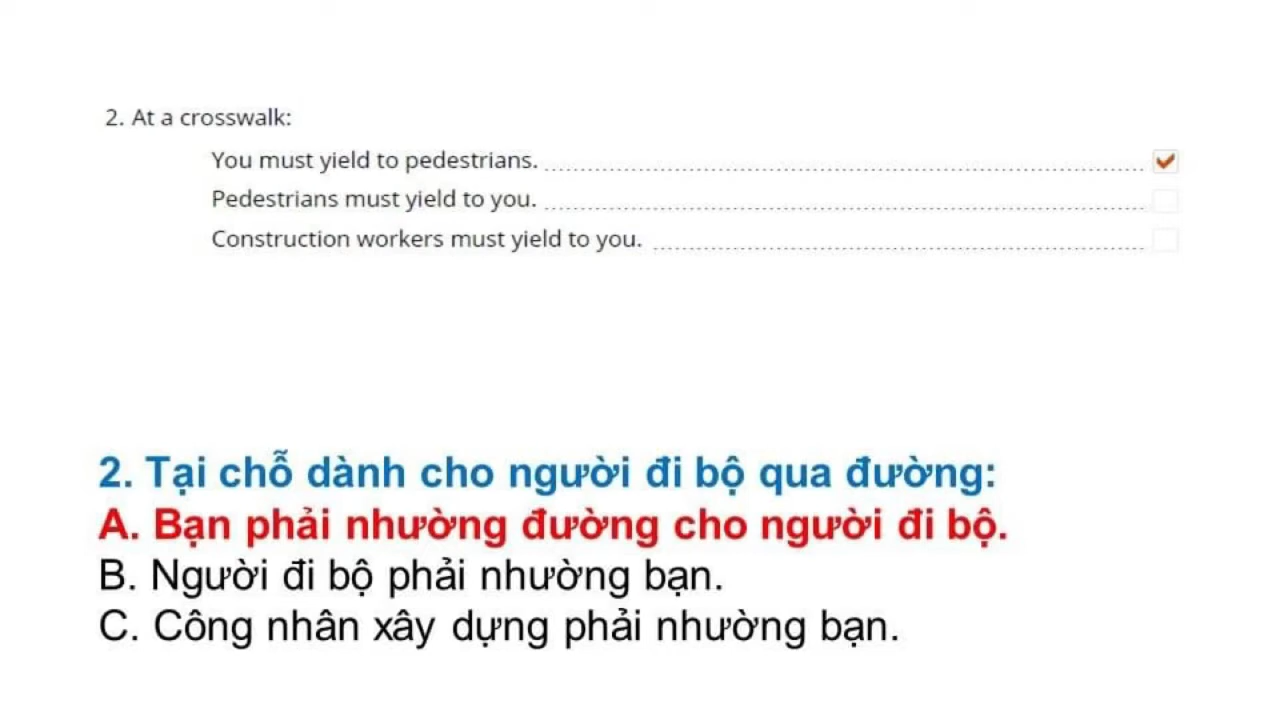 2. At a crosswalk:
You must yield to pedestrians.
Pedestrians must yield to you.
Construction workers must yield to you.
2. Tại chỗ dành cho người đi bộ qua đường:
A. Bạn phải nhường đường cho người đi bộ.
B. Người đi bộ phải nhường bạn.
C. Công nhân xây dựng phải nhường bạn.